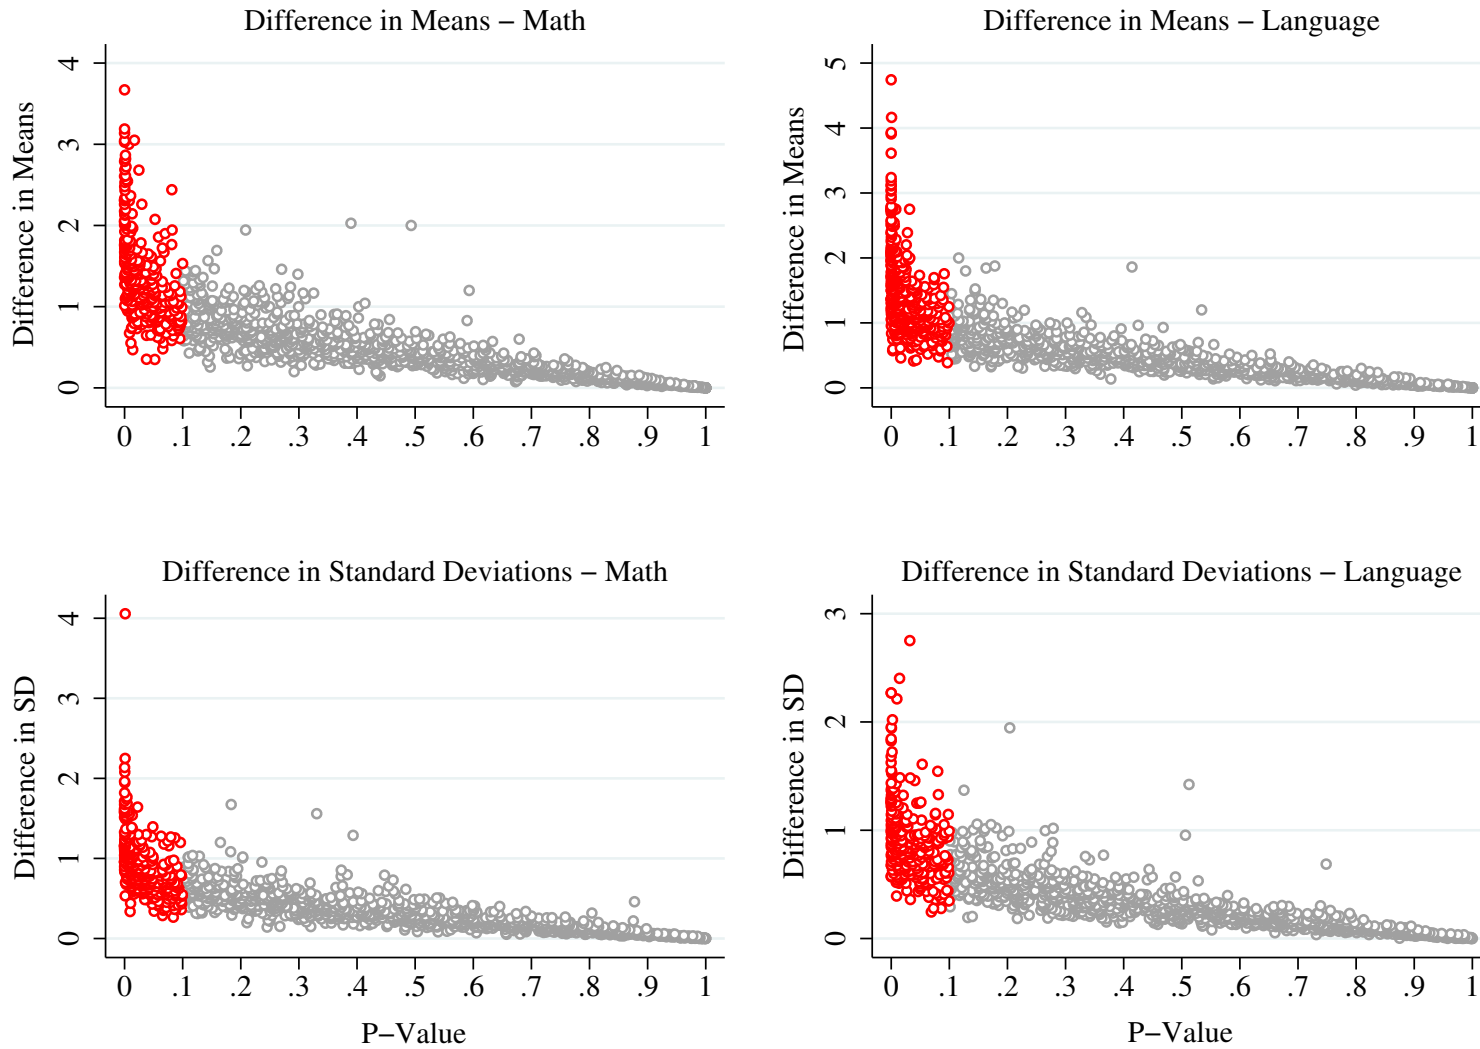 Difference in Means – Math
Difference in Means
4
3
2
1
0
0 .1 .2 .3 .4 .5 .6 .7 .8 .9 1
Difference in Means – Language
Difference in Means
5
4
3
2
1
0
0 .1 .2 .3 .4 .5 .6 .7 .8 .9 1
Difference in Standard Deviations – Math
Difference in SD
4
3
2
1
0
0 .1 .2 .3 .4 .5 .6 .7 .8 .9 1
P–Value
Difference in Standard Deviations – Language
Difference in SD
3
2
1
0
0 .1 .2 .3 .4 .5 .6 .7 .8 .9 1
P–Value